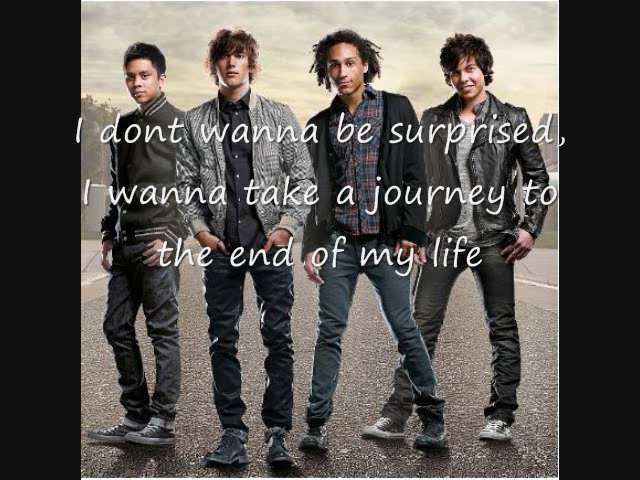 I dont wanna be surprised,
I wanna take a journey to
the end of my life